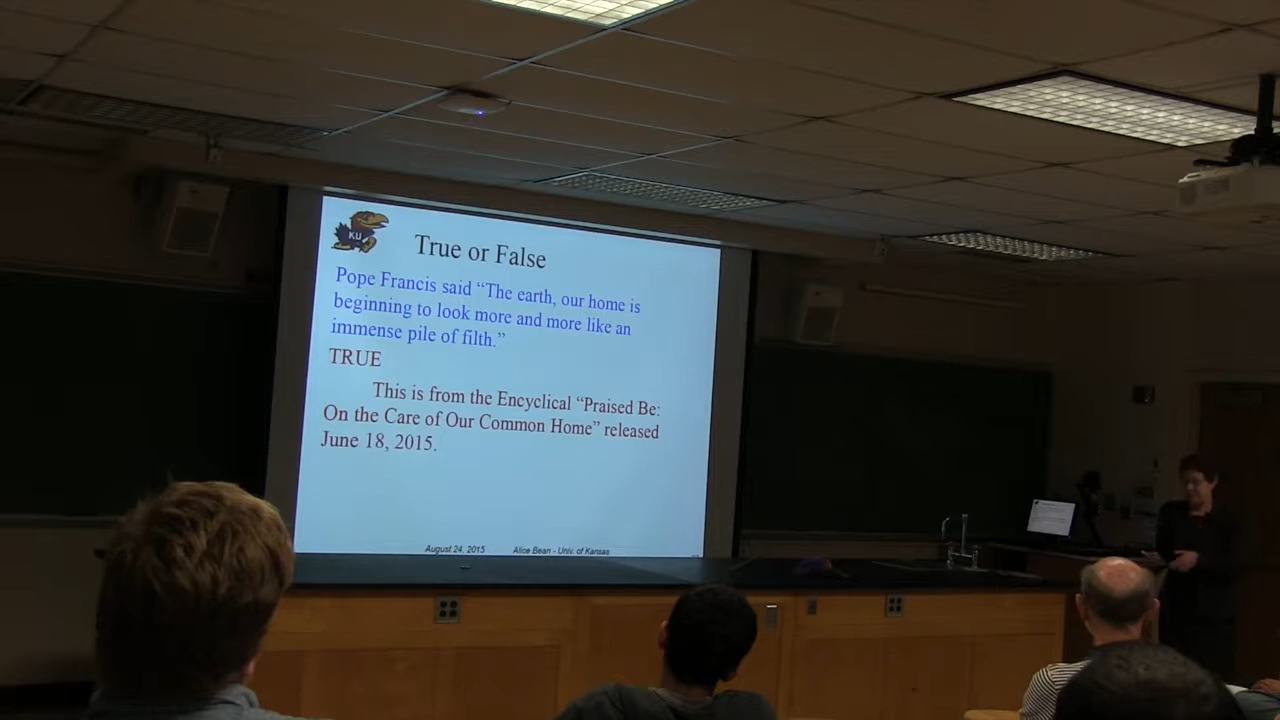 KU
True or False
Pope Francis said “The earth, our home is
beginning to look more and more like an
immense pile of filth.”
TRUE
This is from the Encyclical “Praised Be:
On the Care of Our Common Home” released
June 18, 2015.
August 24, 2015 Alice Bean - Univ. of Kansas